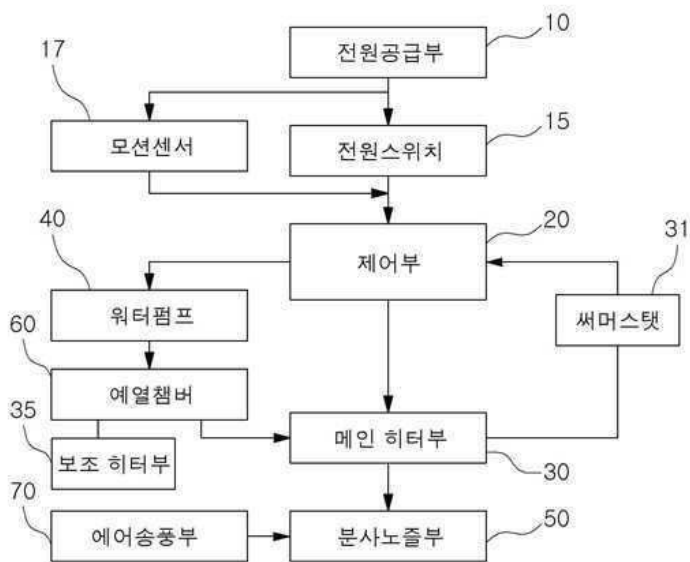 10
전원공급부
17
15
모션센서
전원스위치
40
20
31
제어부
워터펌프
써머스탯
60
예열챔버
35
메인 히터부
보조 히터부
30
70
50
에어송풍부
분사노즐부